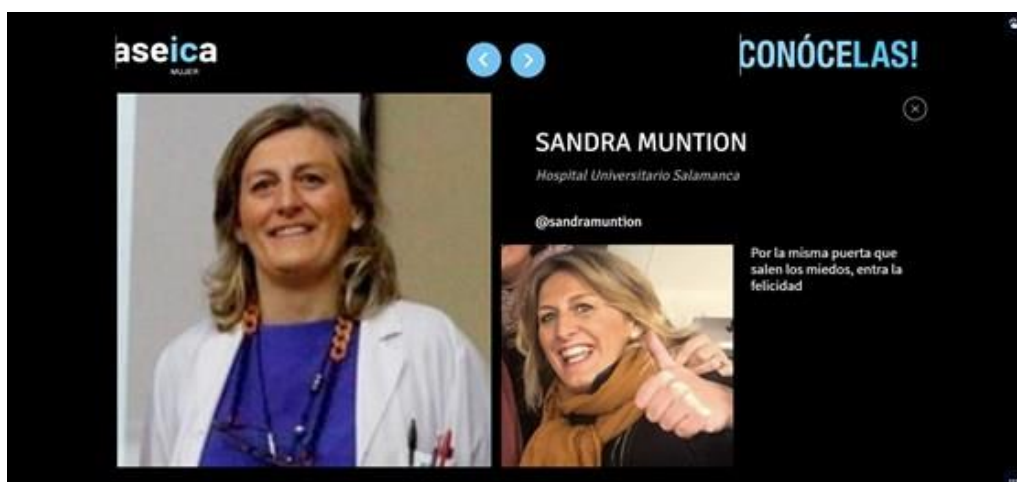 aseica
MUJER
CONÓCELAS!
SANDRA MUNTION
Hospital Universitario Salamanca
@sandramuntion
Por la misma puerta que
salen los miedos, entra la
felicidad